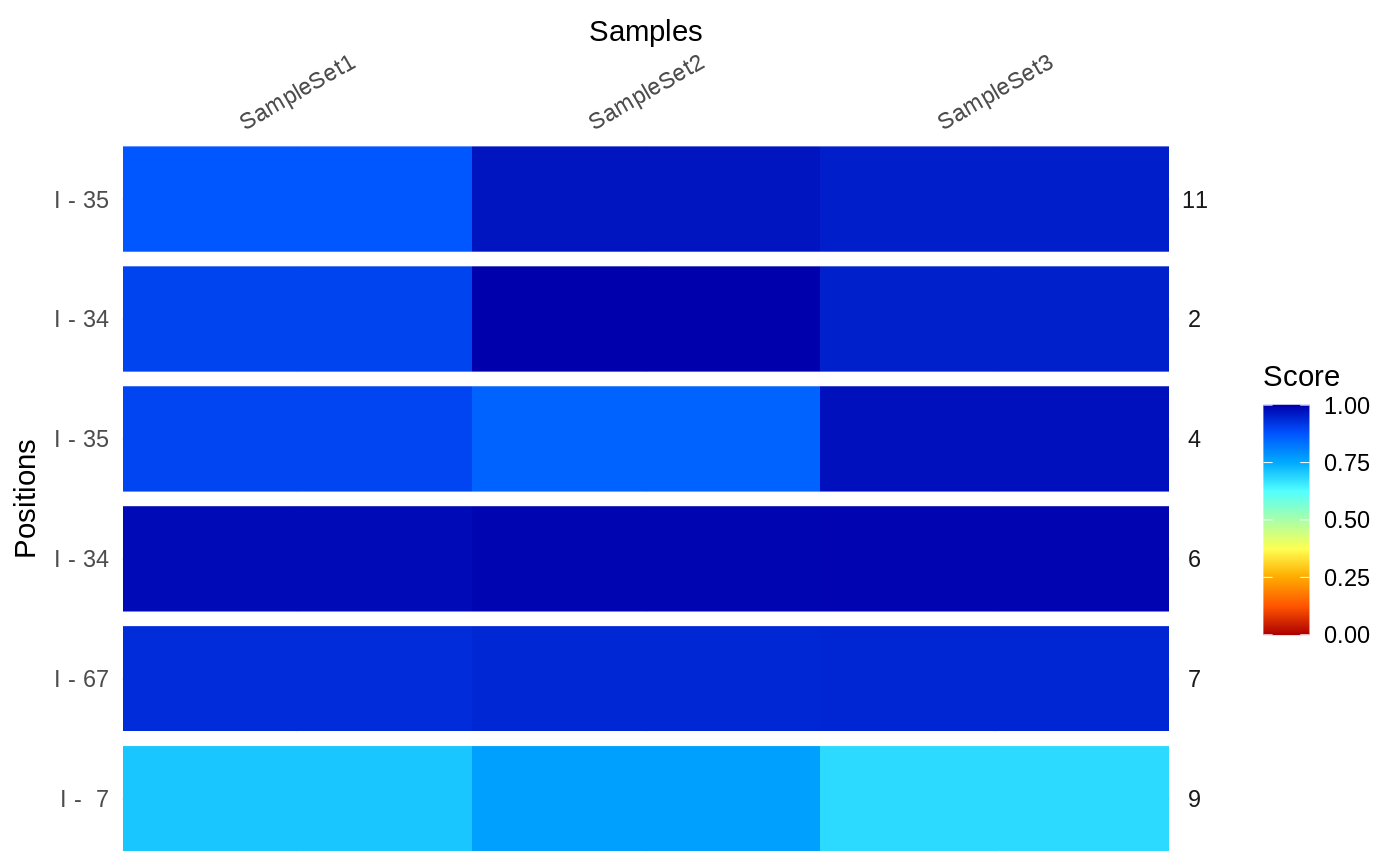 Samples
SampleSet1 SampleSet2 SampleSet3
I - 35 11
I - 34 2
I - 35 4
I - 34 6
I - 67 7
I - 7 9
Positions
Score
1.00
0.75
0.50
0.25
0.00